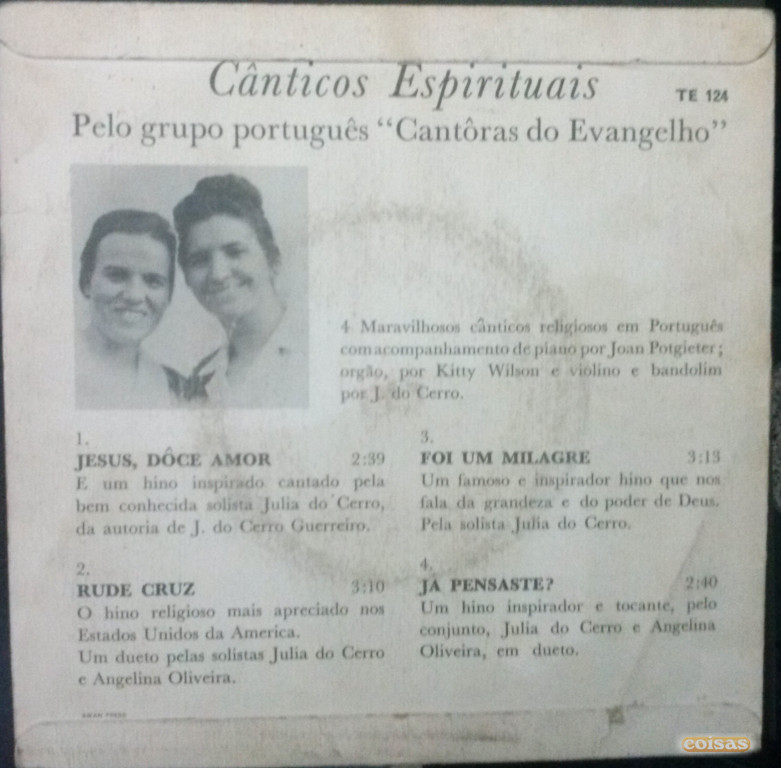 Cânticos Espirituais
TE 124
Pelo grupo português “Cantôras do Evangelho”
4 Maravilhosos cânticos religiosos em Português
com acompanhamento de piano por Joan Potgieter;
orgão, por Kitty Wilson e violino e bandolim
por J. do Cerro.
1.
JESUS, DÔCE AMOR 2:39
E um hino inspirado cantado pela
bem conhecida solista Julia do Cerro,
da autoria de J. do Cerro Guerreiro.
2.
RUDE CRUZ 3:10
O hino religioso mais apreciado nos
Estados Unidos da America.
Um dueto pelas solistas Julia do Cerro
e Angelina Oliveira.
3.
FOI UM MILAGRE 3:13
Um famoso e inspirador hino que nos
fala da grandeza e do poder de Deus.
Pela solista Julia do Cerro.
4.
JA PENSASTE? 2:40
Um hino inspirador e tocante, pelo
conjunto, Julia do Cerro e Angelina
Oliveira, em dueto.
coisas